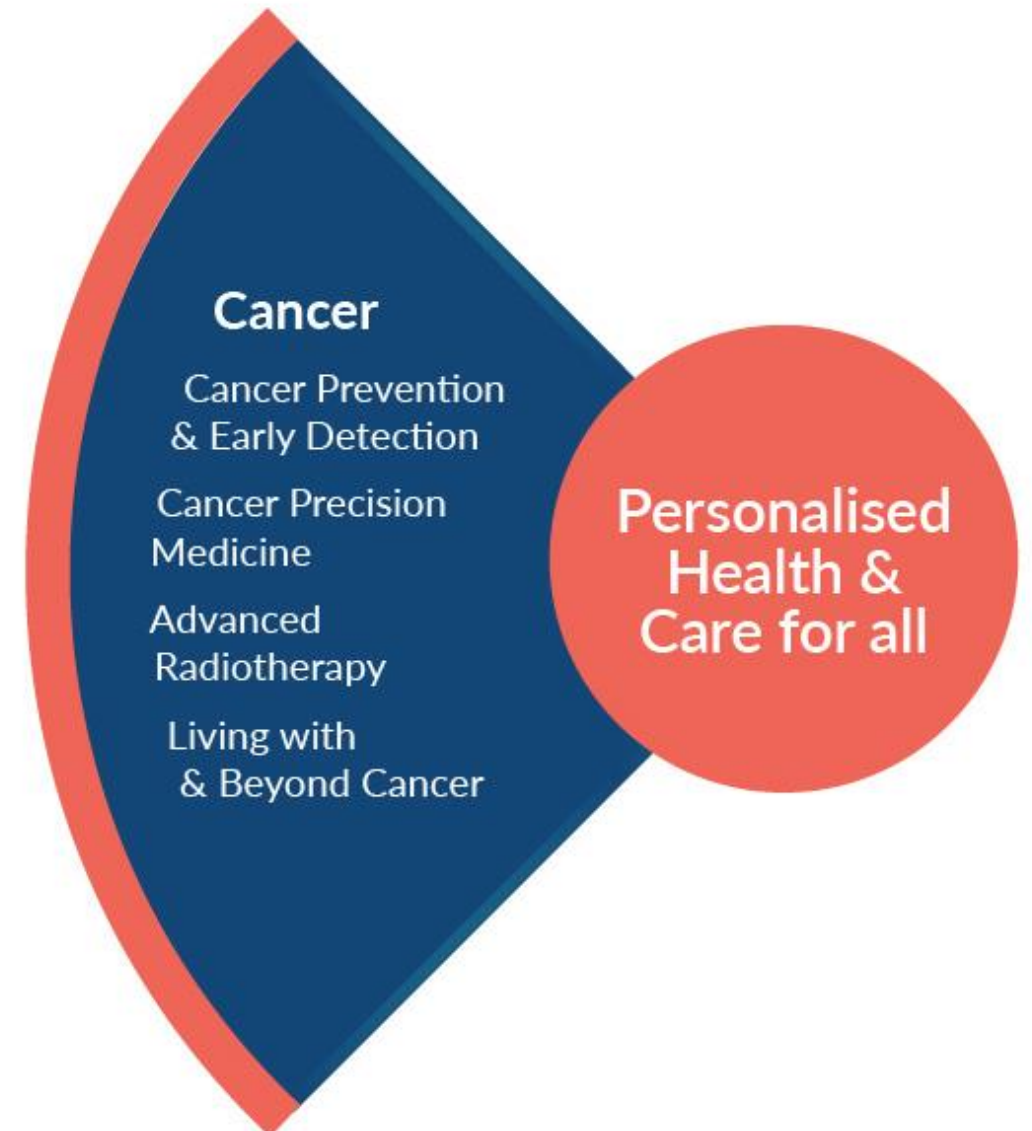 Cancer
Cancer Prevention
& Early Detection
Cancer Precision
Medicine
Advanced
Radiotherapy
Living with
& Beyond Cancer
Personalised
Health &
Care for all